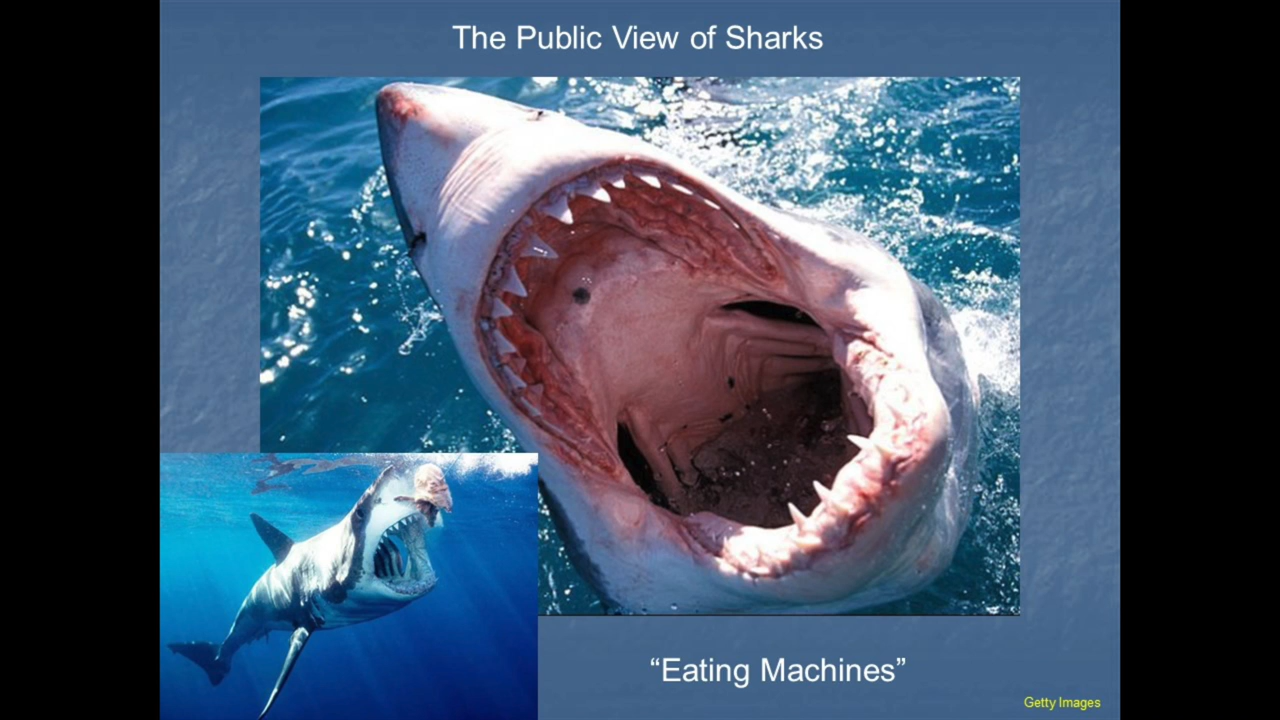 The Public View of Sharks
“Eating Machines”
Getty Images